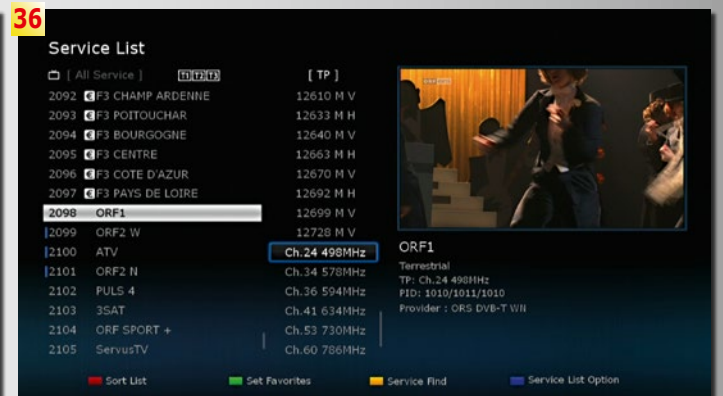 36
Service List
[ All Service ] T1 T2 T3 [ TP ]
2092 € F3 CHAMP ARDENNE 12610 M V
2093 € F3 POITOUCHAR 12633 M H
2094 € F3 BOURGOGNE 12640 M V
2095 € F3 CENTRE 12663 M H
2096 € F3 COTE D'AZUR 12670 M V
2097 € F3 PAYS DE LOIRE 12692 M H
2098 ORF1 12699 M V
2099 ORF2 W 12728 M V
2100 ATV Ch.24 498MHz
2101 ORF2 N Ch.34 578MHz
2102 PULS 4 Ch.36 594MHz
2103 3SAT Ch.41 634MHz
2104 ORF SPORT + Ch.53 730MHz
2105 ServusTV Ch.60 786MHz
ORF1
Terrestrial
TP: Ch.24 498MHz
PID: 1010/1011/1010
Provider : ORS DVB-T WN
Sort List Set Favorites Service Find Service List Option